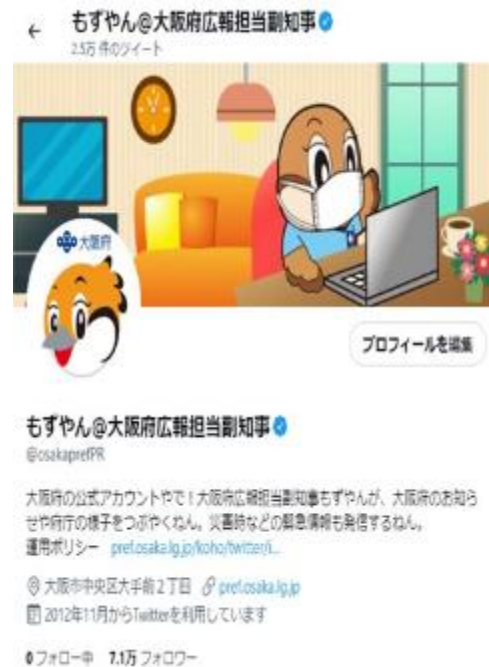 ← もずやん@大阪府広報担当副知事
2.5万 件のツイート
大阪府
プロフィールを編集
もずやん@大阪府広報担当副知事
@osakaprefPR
大阪府の公式アカウントやで！大阪府広報担当副知事もずやんが、大阪府のお知ら
せや府庁の様子をつぶやくねん。災害時などの緊急情報も発信するねん。
運用ポリシー pref.osaka.lg.jp/koho/twitter/i...
大阪市中央区大手前2丁目 pref.osaka.lg.jp
2012年11月からTwitterを利用しています
0 フォロー中 7.1万 フォロワー